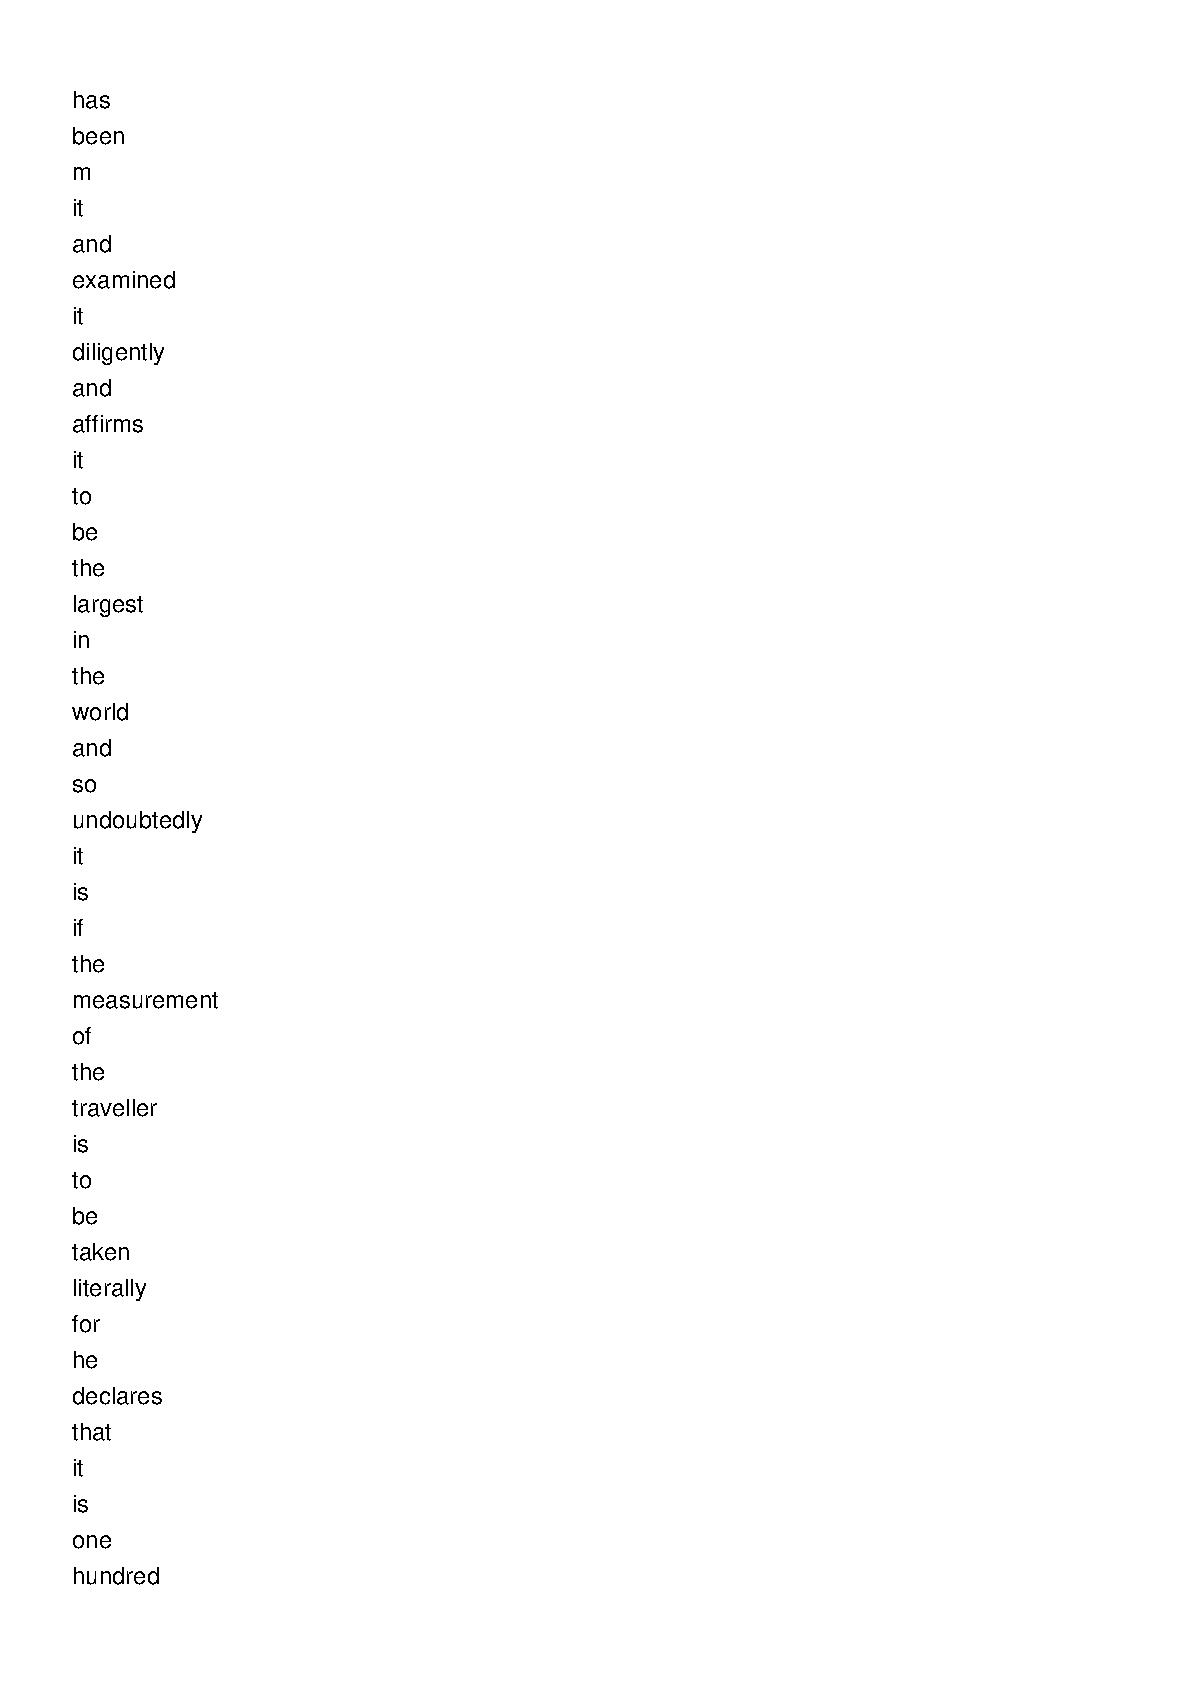 has
been
m
it
and
examined
it
diligently
and
affirms
it
to
be
the
largest
in
the
world
and
so
undoubtedly
it
is
if
the
measurement
of
the
traveller
is
to
be
taken
literally
for
he
declares
that
it
is
one
hundred